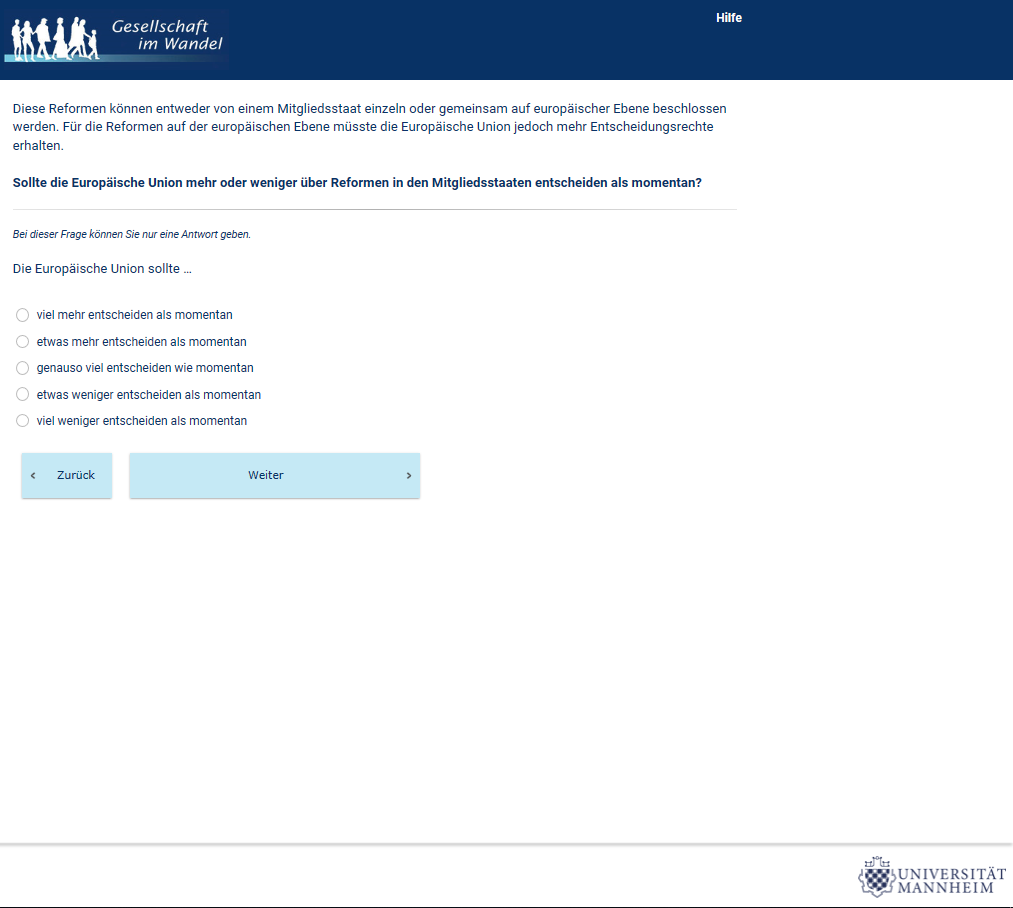 Gesellschaft
im Wandel
Hilfe
Diese Reformen können entweder von einem Mitgliedsstaat einzeln oder gemeinsam auf europäischer Ebene beschlossen
werden. Für die Reformen auf der europäischen Ebene müsste die Europäische Union jedoch mehr Entscheidungsrechte
erhalten.
Sollte die Europäische Union mehr oder weniger über Reformen in den Mitgliedsstaaten entscheiden als momentan?
Bei dieser Frage können Sie nur eine Antwort geben.
Die Europäische Union sollte ...
viel mehr entscheiden als momentan
etwas mehr entscheiden als momentan
genauso viel entscheiden wie momentan
etwas weniger entscheiden als momentan
viel weniger entscheiden als momentan
‹ Zurück
Weiter ›
UNIVERSITÄT
MANNHEIM